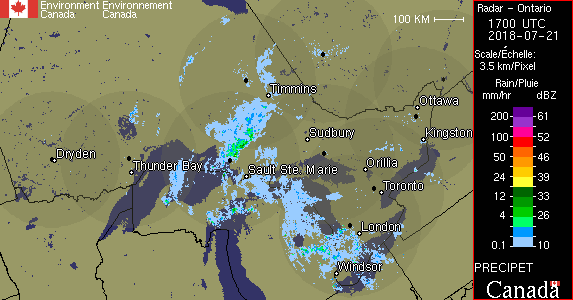 Environment Environnement
Canada Canada
100 KM
Timmins
Ottawa
Sudbury
Kingston
Dryden
Thunder Bay
Sault Ste. Marie
Orillia
Toronto
London
Windsor
Radar - Ontario
1700 UTC
2018-07-21
Scale/Échelle:
3.5 km/Pixel
Rain/Pluie
mm/hr dBZ
200 61
100 52
50 46
24 39
12 33
4 26
0.1 10
PRECIPET
Canada